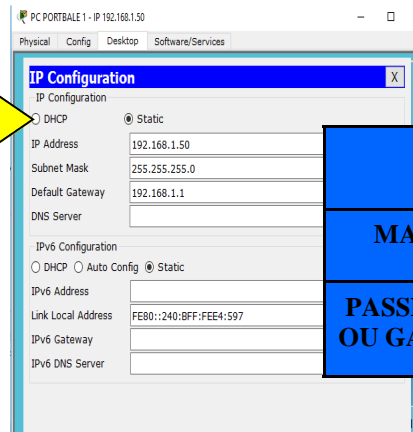 PC PORTBALE 1 - IP 192.168.1.50
Physical Config Desktop Software/Services
IP Configuration X
IP Configuration
DHCP Static
IP Address 192.168.1.50
Subnet Mask 255.255.255.0
Default Gateway 192.168.1.1
DNS Server
IPv6 Configuration
DHCP Auto Config Static
IPv6 Address
Link Local Address FE80::240:BFF:FEE4:597
IPv6 Gateway
IPv6 DNS Server
OU